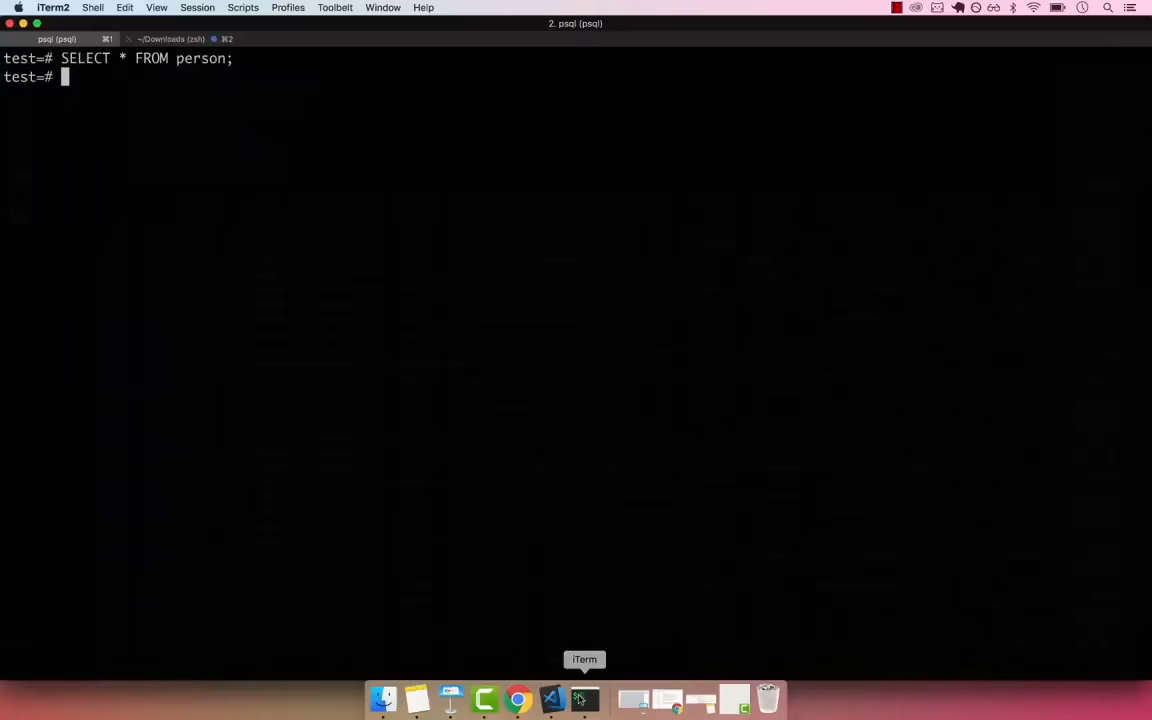 iTerm2 Shell Edit View Session Scripts Profiles Toolbelt Window Help
2. psql (psql)
psql (psql) ⌘1 ~/Downloads (zsh) ⌘2
test=# SELECT * FROM person;
test=#
iTerm